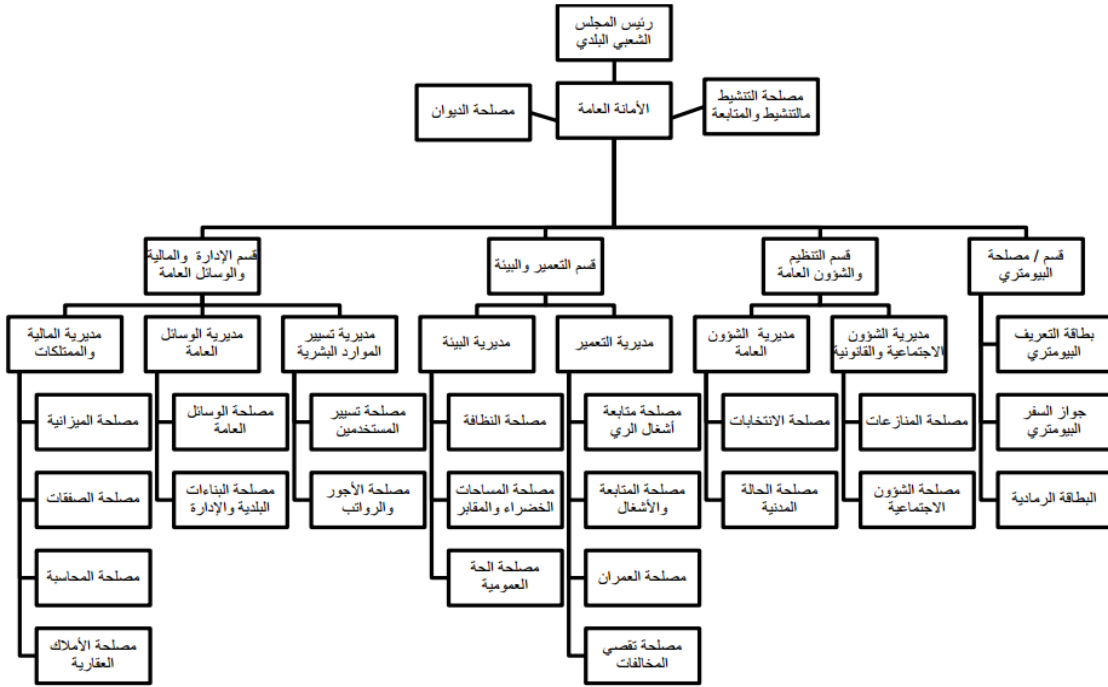 رئيس المجلس
الشعبي البلدي
مصلحة التنشيط
مالتنشيط والمتابعة
الأمانة العامة
مصلحة الديوان
قسم / مصلحة
البيومتري
قسم التنظيم
والشؤون العامة
قسم التعمير والبيئة
قسم الإدارة والمالية
والوسائل العامة
بطاقة التعريف
البيومتري
جواز السفر
البيومتري
البطاقة الرمادية
مديرية الشؤون
الاجتماعية والقانونية
مصلحة المنازعات
مصلحة الشؤون
الاجتماعية
مديرية الشؤون
العامة
مصلحة الانتخابات
مصلحة الحالة
المدنية
مديرية التعمير
مصلحة متابعة
أشغال الري
مصلحة المتابعة
والأشغال
مصلحة العمران
مصلحة تقصي
المخالفات
مديرية البيئة
مصلحة النظافة
مصلحة المساحات
الخضراء والمقابر
مصلحة الحة
العمومية
مديرية تسيير
الموارد البشرية
مصلحة تسيير
المستخدمين
مصلحة الأجور
والرواتب
مديرية الوسائل
العامة
مصلحة الوسائل
العامة
مصلحة البناءات
البلدية والإدارة
مديرية المالية
والممتلكات
مصلحة الميزانية
مصلحة الصفقات
مصلحة المحاسبة
مصلحة الأملاك
العقارية